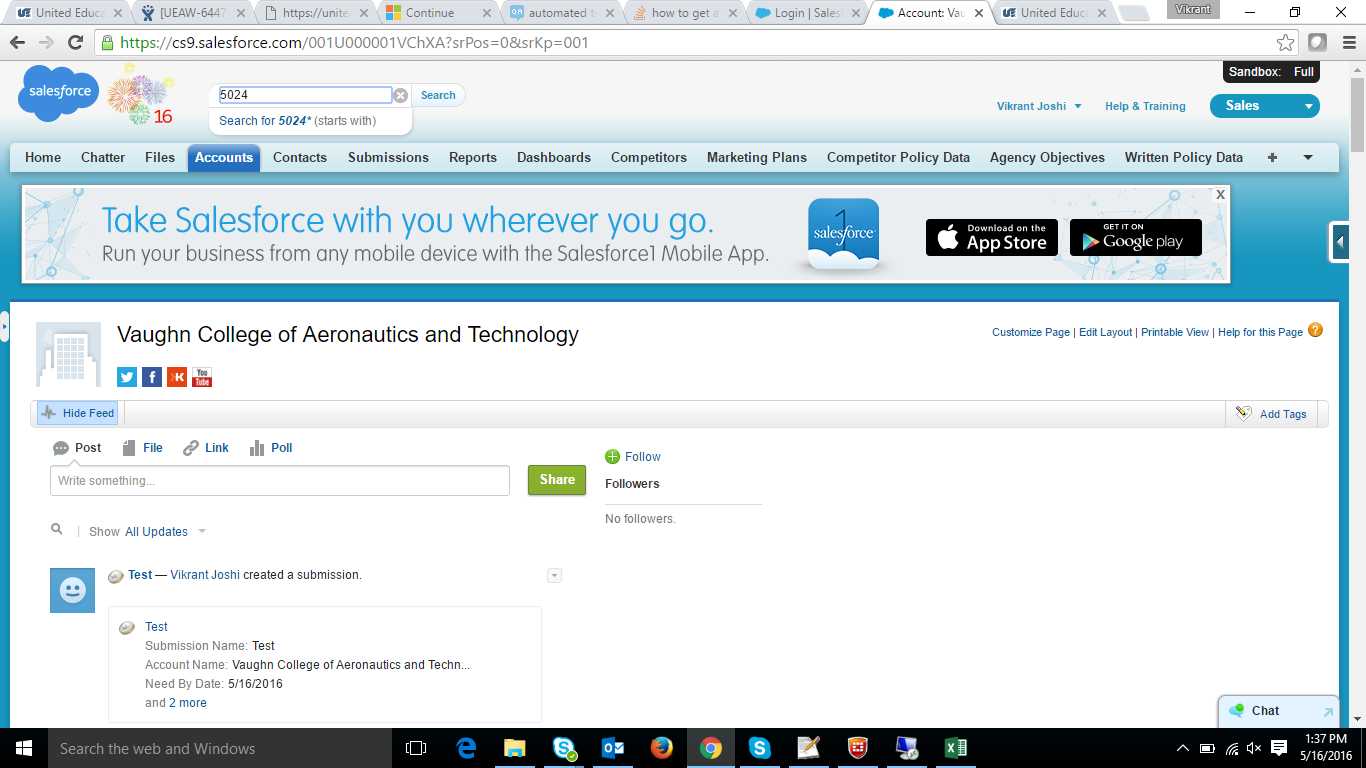 United Educa
[UEAW-6447
https://unite
Continue
automated t
how to get a
Login | Sales
Account: Vau
United Educ
Vikrant
https://cs9.salesforce.com/001U000001VChXA?srPos=0&srKp=001
salesforce
16
5024
Search
Search for 5024* (starts with)
Sandbox: Full
Vikrant Joshi
Help & Training
Sales
Home Chatter Files Accounts Contacts Submissions Reports Dashboards Competitors Marketing Plans Competitor Policy Data Agency Objectives Written Policy Data
Take Salesforce with you wherever you go.
Run your business from any mobile device with the Salesforce1 Mobile App.
1
salesforce
Download on the
App Store
GET IT ON
Google play
X
Vaughn College of Aeronautics and Technology
Customize Page | Edit Layout | Printable View | Help for this Page
You
Tube
Hide Feed
Add Tags
Post File Link Poll
Write something...
Share
Follow
Followers
No followers.
Show All Updates
Test — Vikrant Joshi created a submission.
Test
Submission Name: Test
Account Name: Vaughn College of Aeronautics and Techn...
Need By Date: 5/16/2016
and 2 more
Chat
Search the web and Windows
1:37 PM
5/16/2016